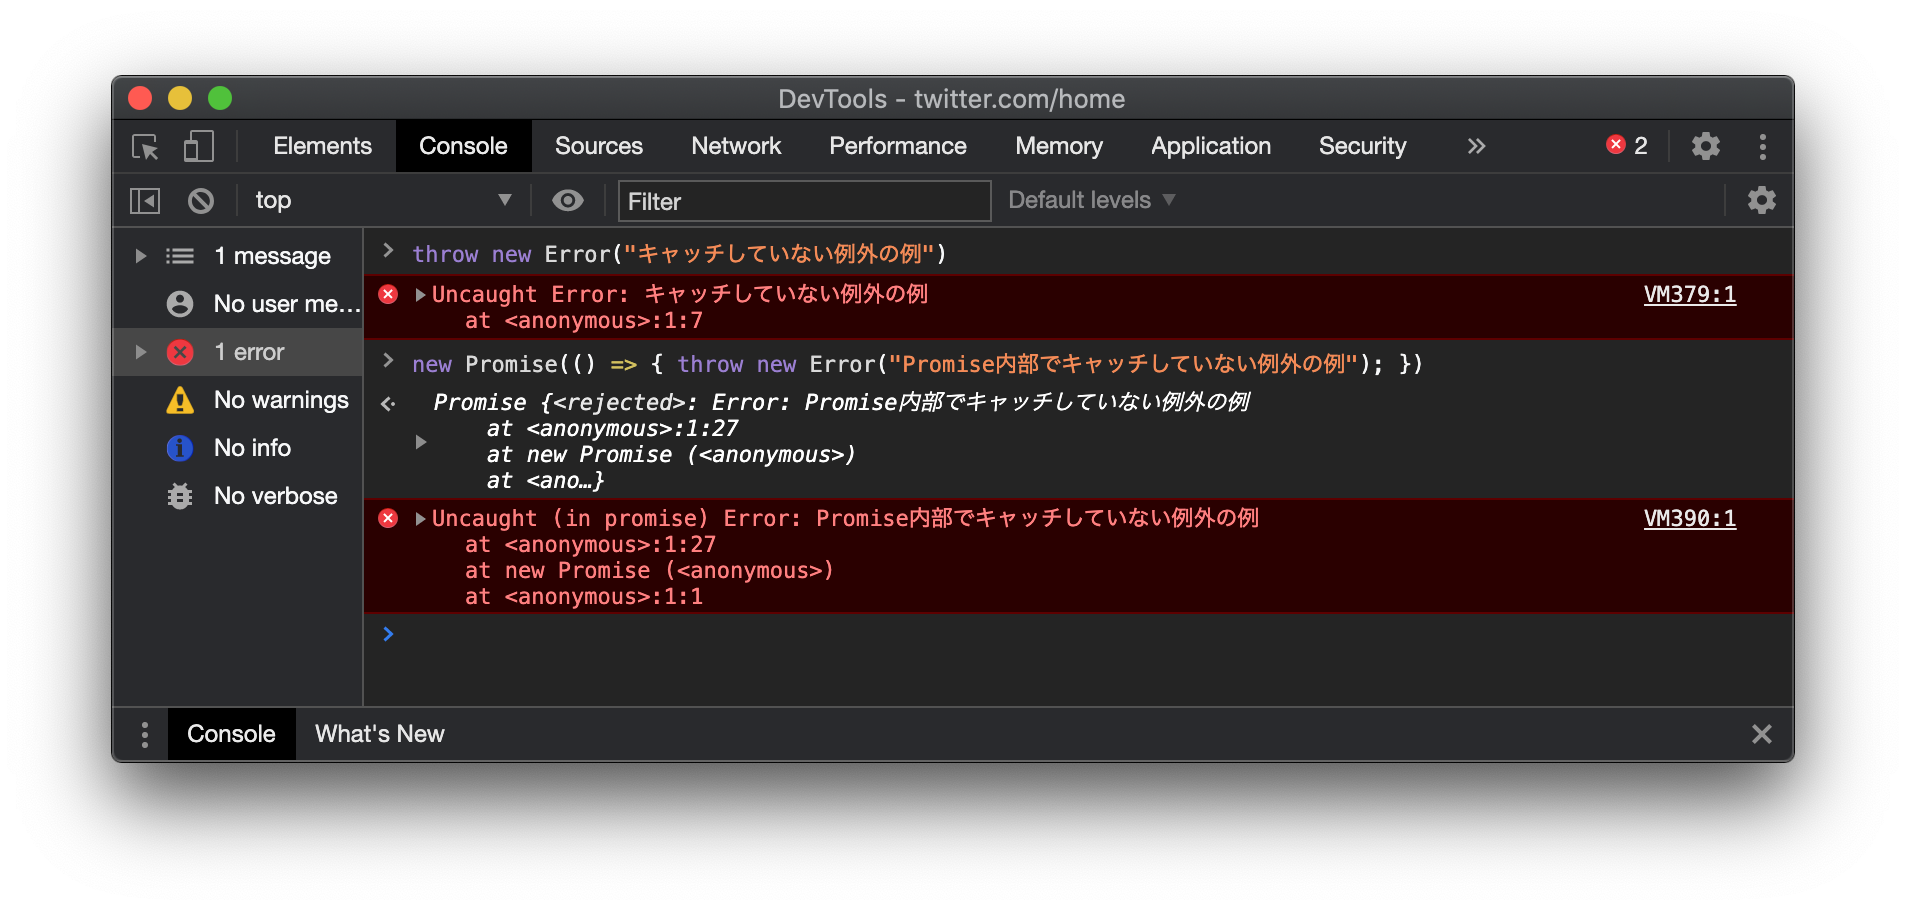 DevTools - twitter.com/home
Elements Console Sources Network Performance Memory Application Security » 2
top Filter Default levels
1 message
No user me…
1 error
No warnings
No info
No verbose
> throw new Error("キャッチしていない例外の例")
Uncaught Error: キャッチしていない例外の例 VM379:1
at <anonymous>:1:7
> new Promise(() => { throw new Error("Promise内部でキャッチしていない例外の例"); })
Promise {<rejected>: Error: Promise内部でキャッチしていない例外の例
at <anonymous>:1:27
at new Promise (<anonymous>)
at <ano…}
Uncaught (in promise) Error: Promise内部でキャッチしていない例外の例 VM390:1
at <anonymous>:1:27
at new Promise (<anonymous>)
at <anonymous>:1:1
>
Console What's New